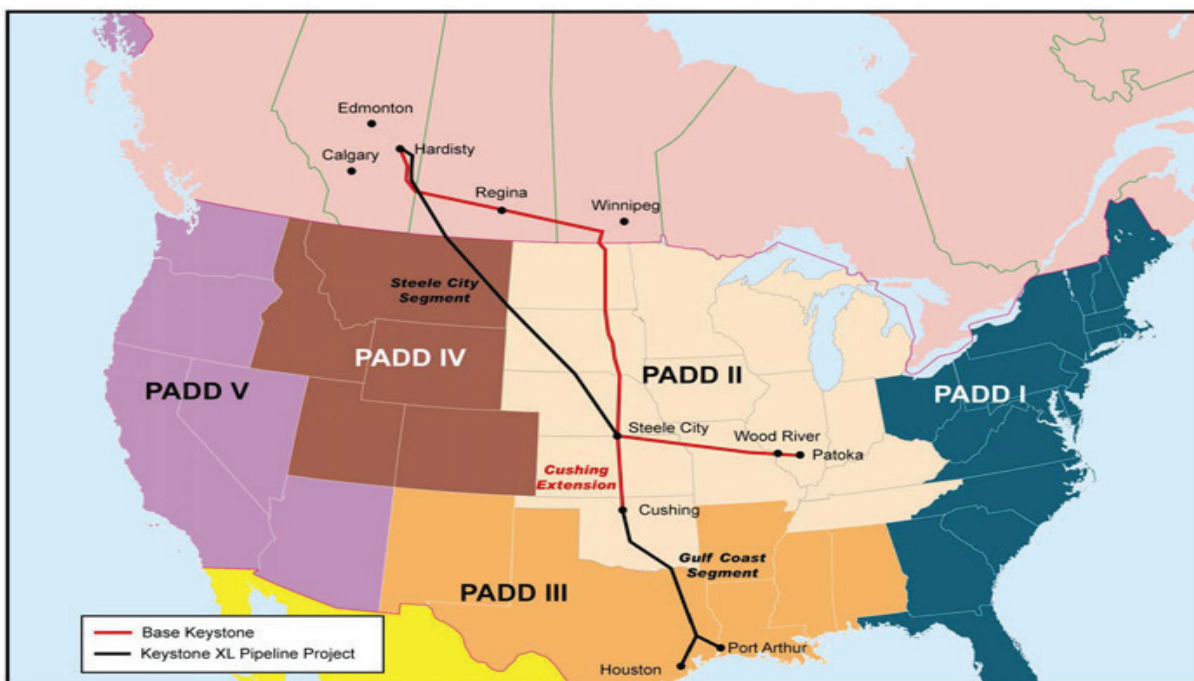 Edmonton
Hardisty
Calgary
Regina
Winnipeg
Steele City
Segment
PADD IV
PADD II
PADD V
PADD I
Steele City
Wood River
Patoka
Cushing
Extension
Cushing
Gulf Coast
Segment
PADD III
Base Keystone
Keystone XL Pipeline Project
Port Arthur
Houston